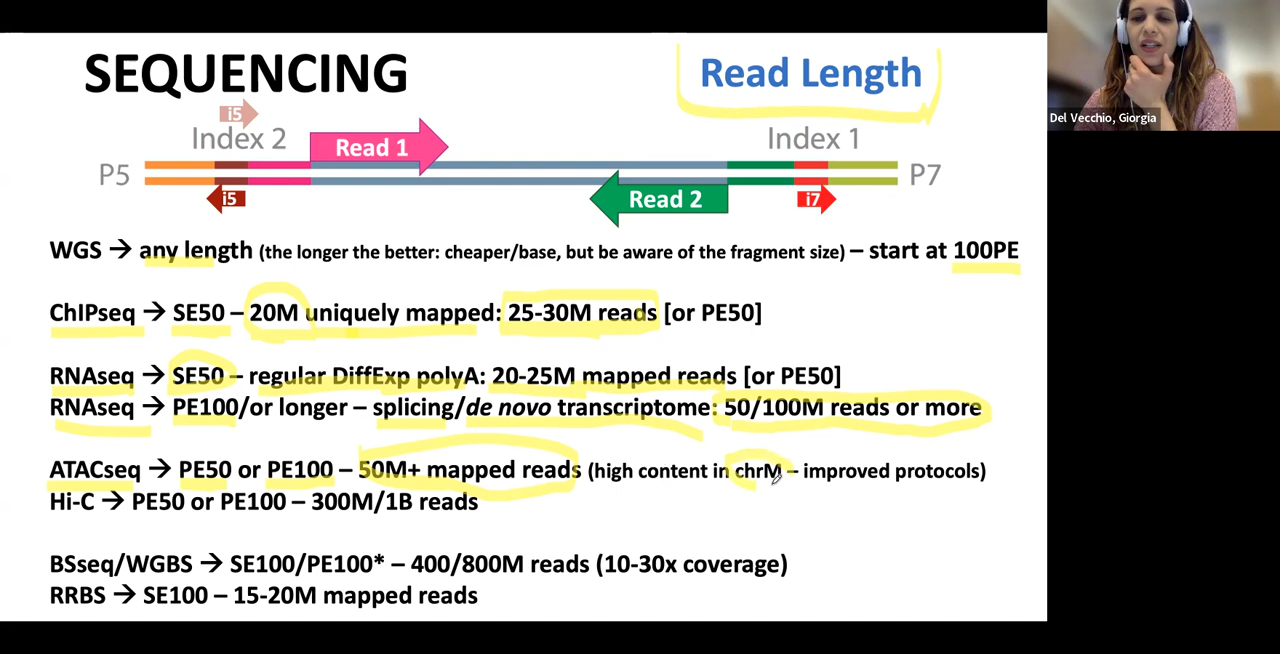 SEQUENCING
Read Length
i5
Index 2
Read 1
Index 1
P5
P7
i5
Read 2
i7
WGS → any length (the longer the better: cheaper/base, but be aware of the fragment size) – start at 100PE
ChIPseq → SE50 – 20M uniquely mapped: 25-30M reads [or PE50]
RNAseq → SE50 – regular DiffExp polyA: 20-25M mapped reads [or PE50]
RNAseq → PE100/or longer – splicing/de novo transcriptome: 50/100M reads or more
ATACseq → PE50 or PE100 – 50M+ mapped reads (high content in chrM – improved protocols)
Hi-C → PE50 or PE100 – 300M/1B reads
BSseq/WGBS → SE100/PE100* – 400/800M reads (10-30x coverage)
RRBS → SE100 – 15-20M mapped reads
Del Vecchio, Giorgia